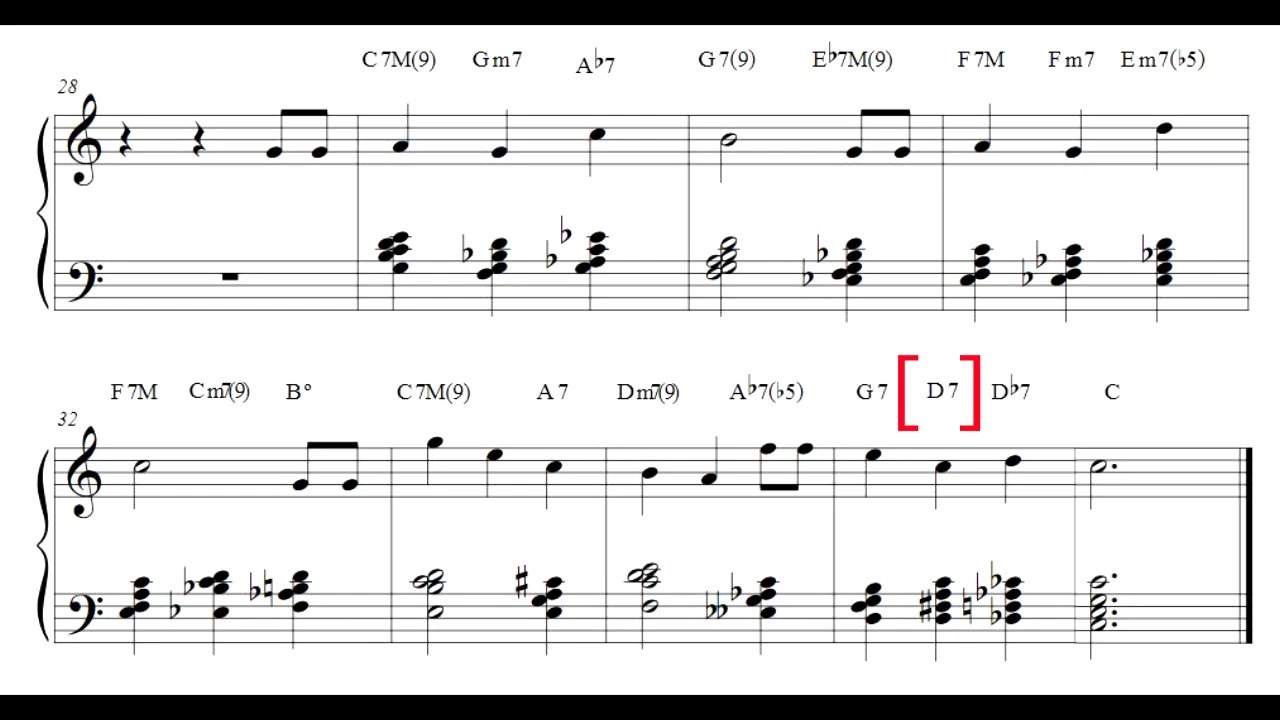 C7M(9) Gm7 A♭7 G7(9) E♭7M(9) F7M Fm7 Em7(♭5)
28
F7M Cm7(9) B° C7M(9) A7 Dm7(9) A♭7(♭5) G7 [D7] D♭7 C
32